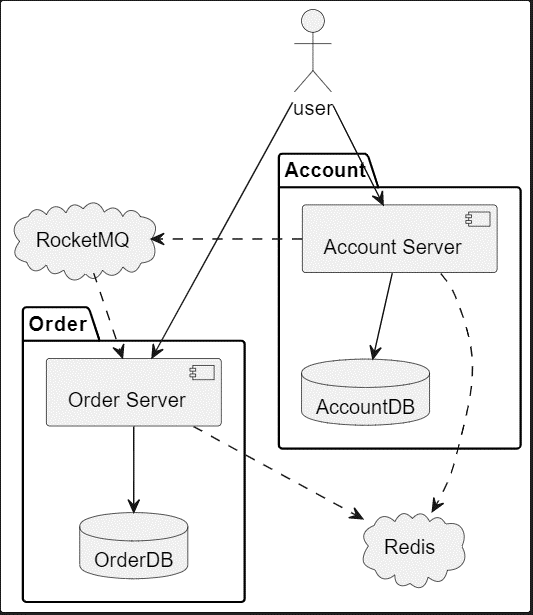 user
Account
Account Server
RocketMQ
Order
Order Server
AccountDB
OrderDB
Redis